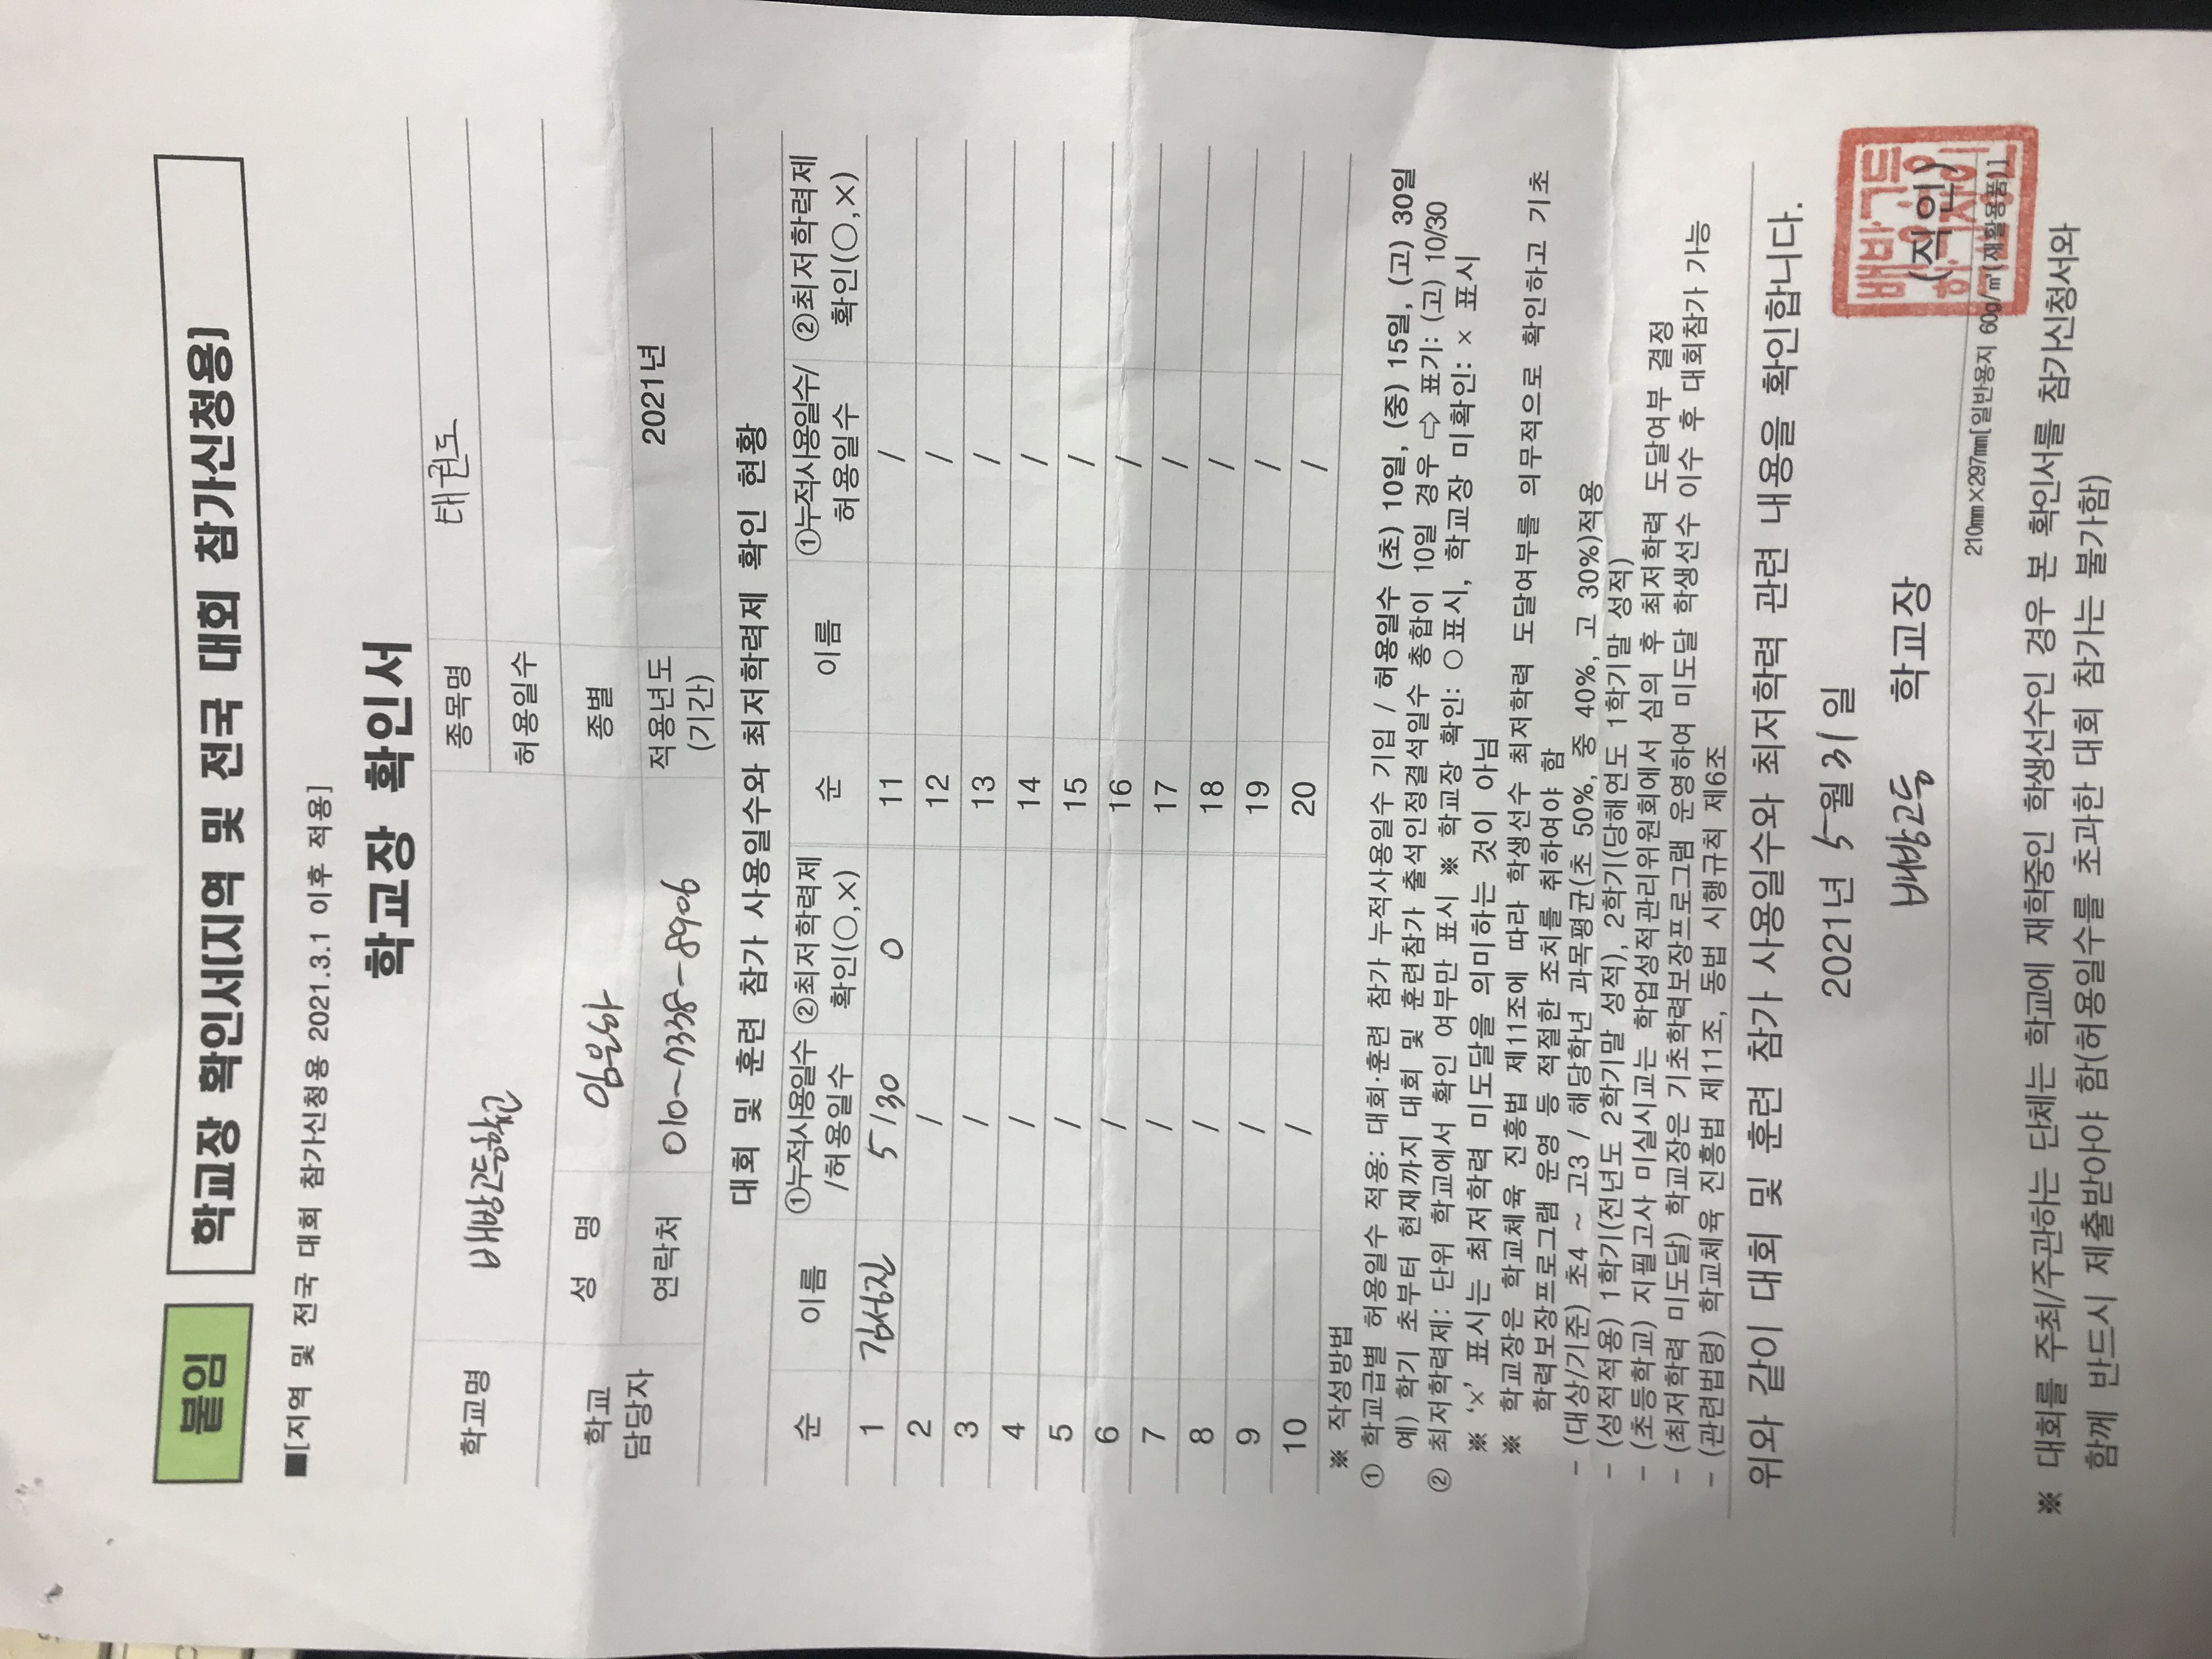 붙임
학교장 확인서[지역 및 전국 대회 참가신청용]
■[지역 및 전국 대회 참가신청용 2021.3.1 이후 적용]
학교장 확인서
학교명 배방고등학교 종목명 태권도
허용일수
학교 담당자 성 명 임은하 종별
연락처 010-7338-8906 적용년도 (기간) 2021년
대회 및 훈련 참가 사용일수와 최저학력제 확인 현황
순 이름 ①누적사용일수 /허용일수 ②최저학력제 확인(○,×) 순 이름 ①누적사용일수/ 허용일수 ②최저학력제 확인(○,×)
1 김성진 5/30 0 11 /
2 / 12 /
3 / 13 /
4 / 14 /
5 / 15 /
6 / 16 /
7 / 17 /
8 / 18 /
9 / 19 /
10 / 20 /
※ 작성방법
① 학교급별 허용일수 적용: 대회·훈련 참가 누적사용일수 기입 / 허용일수 (초) 10일, (중) 15일, (고) 30일
예) 학기 초부터 현재까지 대회 및 훈련참가 출석인정결석일수 총합이 10일 경우 ⇨ 표기: (고) 10/30
② 최저학력제: 단위 학교에서 확인 여부만 표시 ※ 학교장 확인: ○표시, 학교장 미확인: × 표시
※ '×' 표시는 최저학력 미도달을 의미하는 것이 아님
※ 학교장은 학교체육 진흥법 제11조에 따라 학생선수 최저학력 도달여부를 의무적으로 확인하고 기초
학력보장프로그램 운영 등 적절한 조치를 취하여야 함
- (대상/기준) 초4 ~ 고3 / 해당학년 과목평균(초 50%, 중 40%, 고 30%)적용
- (성적적용) 1학기(전년도 2학기말 성적), 2학기(당해연도 1학기말 성적)
- (초등학교) 지필고사 미실시교는 학업성적관리위원회에서 심의 후 최저학력 도달여부 결정
- (최저학력 미도달) 학교장은 기초학력보장프로그램 운영하여 미도달 학생선수 이수 후 대회참가 가능
- (관련법령) 학교체육 진흥법 제11조, 동법 시행규칙 제6조
위와 같이 대회 및 훈련 참가 사용일수와 최저학력 관련 내용을 확인합니다.
2021년 5월 31일
배방고등 학교장 (직인)
210㎜×297㎜[일반용지 60g/㎡(재활용품)]
※ 대회를 주최/주관하는 단체는 학교에 재학중인 학생선수인 경우 본 확인서를 참가신청서와
함께 반드시 제출받아야 함(허용일수를 초과한 대회 참가는 불가함)